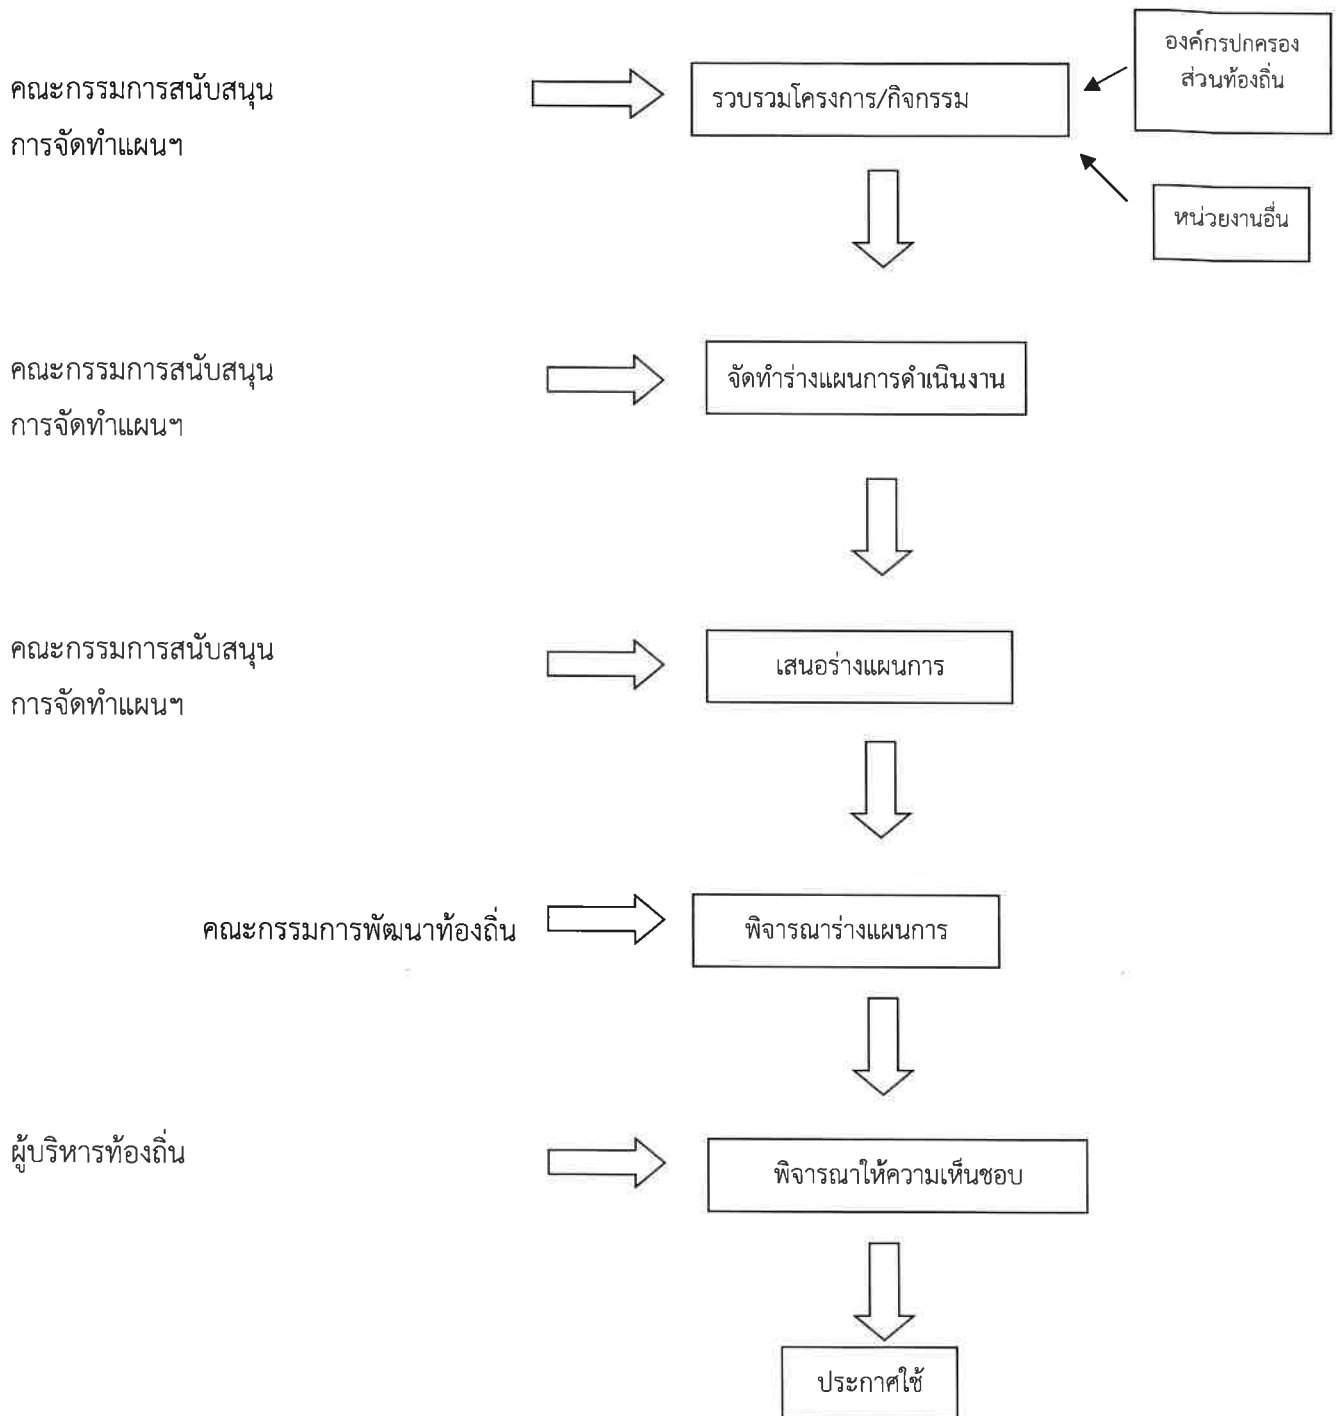 องค์กรปกครอง
ส่วนท้องถิ่น
คณะกรรมการสนับสนุน
การจัดทำแผนฯ
รวบรวมโครงการ/กิจกรรม
หน่วยงานอื่น
คณะกรรมการสนับสนุน
การจัดทำแผนฯ
จัดทำร่างแผนการดำเนินงาน
คณะกรรมการสนับสนุน
การจัดทำแผนฯ
เสนอร่างแผนการ
คณะกรรมการพัฒนาท้องถิ่น
พิจารณาร่างแผนการ
ผู้บริหารท้องถิ่น
พิจารณาให้ความเห็นชอบ
ประกาศใช้